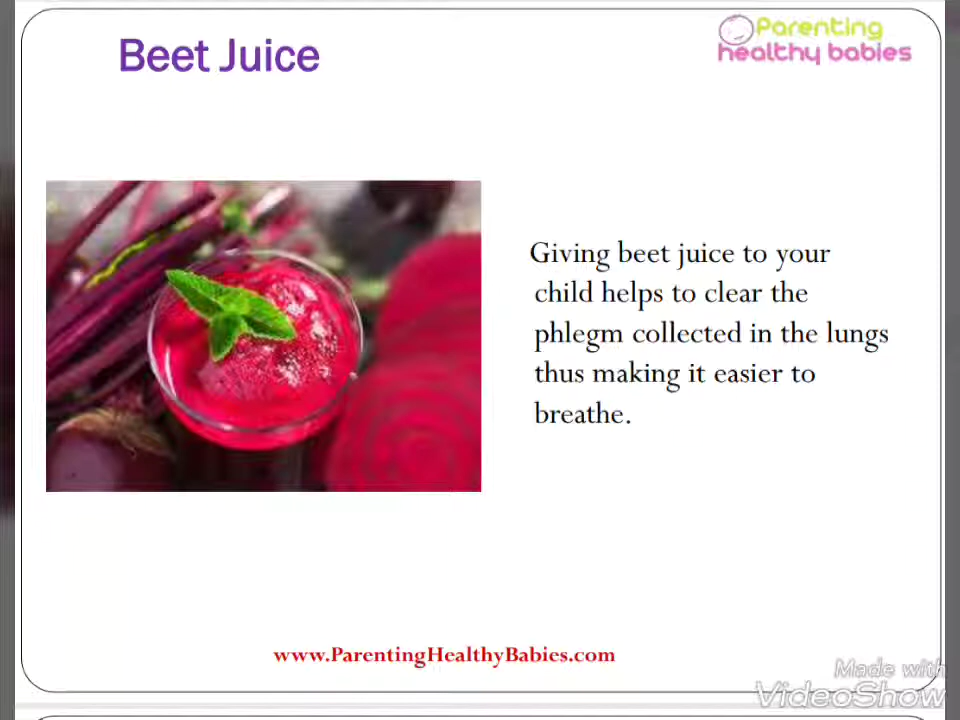 Beet Juice
Parenting
healthy babies
Giving beet juice to your
child helps to clear the
phlegm collected in the lungs
thus making it easier to
breathe.
www.ParentingHealthyBabies.com
Made with
VideoShow